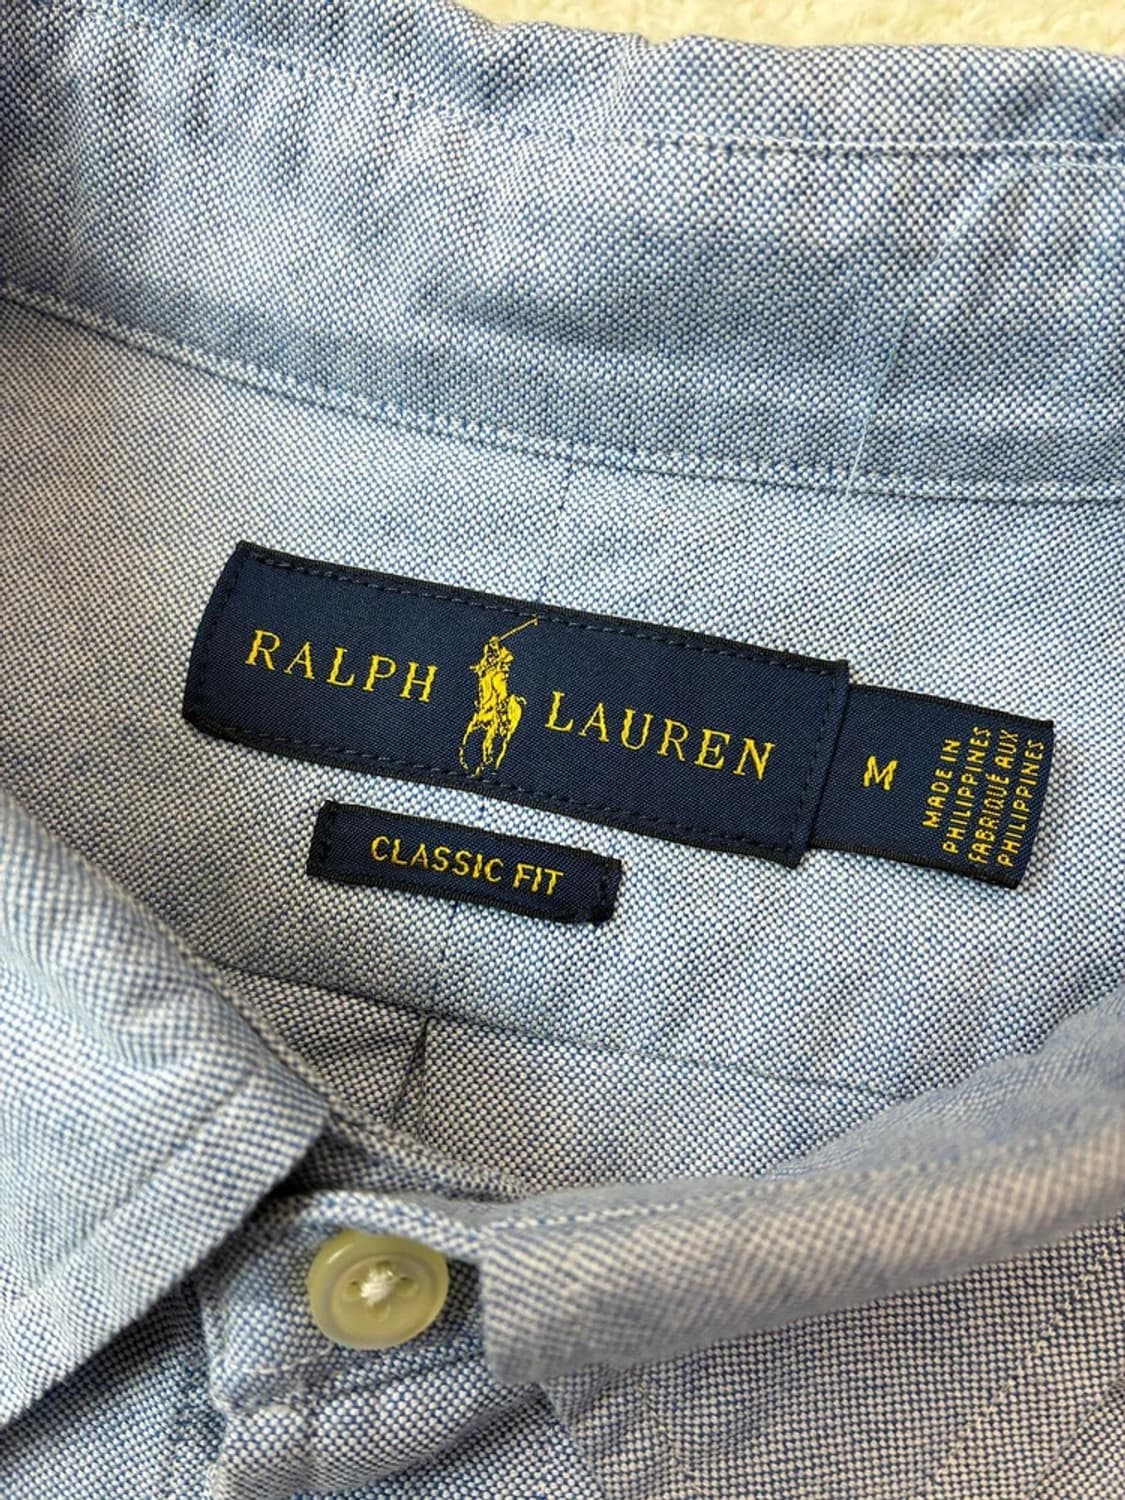 RALPH LAUREN
M
MADE IN
PHILIPPINES
FABRIQUÉ AUX
PHILIPPINES
CLASSIC FIT